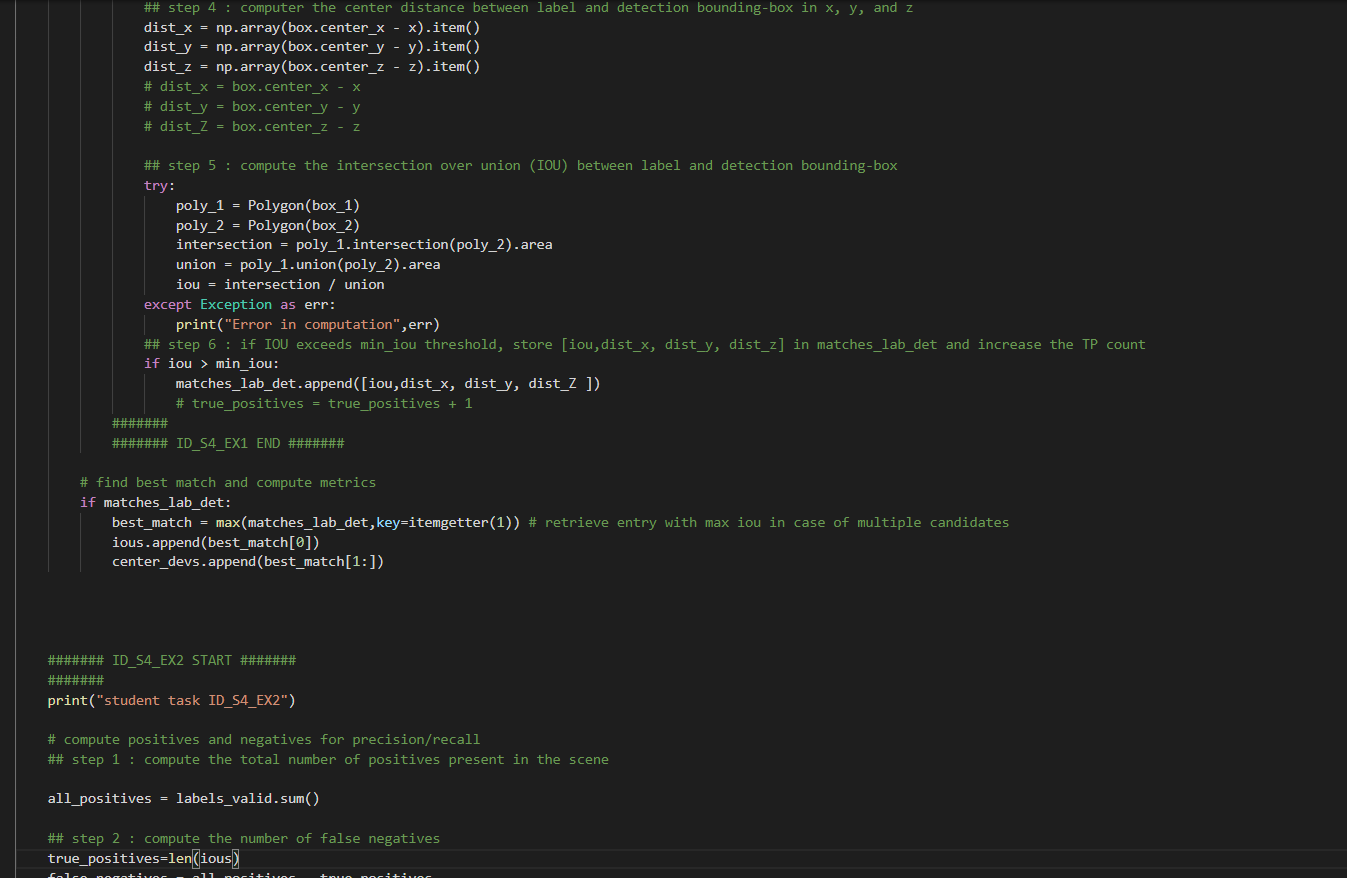 ## step 4 : computer the center distance between label and detection bounding-box in x, y, and z
dist_x = np.array(box.center_x - x).item()
dist_y = np.array(box.center_y - y).item()
dist_z = np.array(box.center_z - z).item()
# dist_x = box.center_x - x
# dist_y = box.center_y - y
# dist_Z = box.center_z - z
## step 5 : compute the intersection over union (IOU) between label and detection bounding-box
try:
poly_1 = Polygon(box_1)
poly_2 = Polygon(box_2)
intersection = poly_1.intersection(poly_2).area
union = poly_1.union(poly_2).area
iou = intersection / union
except Exception as err:
print("Error in computation",err)
## step 6 : if IOU exceeds min_iou threshold, store [iou,dist_x, dist_y, dist_z] in matches_lab_det and increase the TP count
if iou > min_iou:
matches_lab_det.append([iou,dist_x, dist_y, dist_Z ])
# true_positives = true_positives + 1
#######
####### ID_S4_EX1 END #######
# find best match and compute metrics
if matches_lab_det:
best_match = max(matches_lab_det,key=itemgetter(1)) # retrieve entry with max iou in case of multiple candidates
ious.append(best_match[0])
center_devs.append(best_match[1:])
####### ID_S4_EX2 START #######
#######
print("student task ID_S4_EX2")
# compute positives and negatives for precision/recall
## step 1 : compute the total number of positives present in the scene
all_positives = labels_valid.sum()
## step 2 : compute the number of false negatives
true_positives=len(ious)
false_negatives = all_positives - true_positives